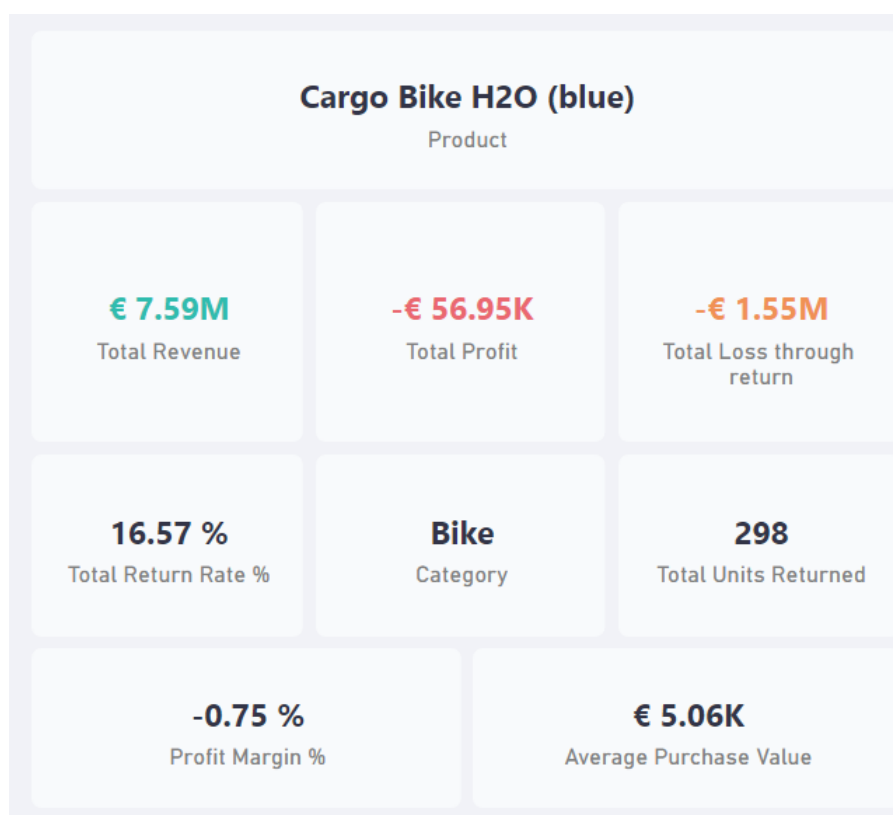 Cargo Bike H2O (blue)
Product
€ 7.59M
Total Revenue
-€ 56.95K
Total Profit
-€ 1.55M
Total Loss through
return
16.57 %
Total Return Rate %
Bike
Category
298
Total Units Returned
-0.75 %
Profit Margin %
€ 5.06K
Average Purchase Value